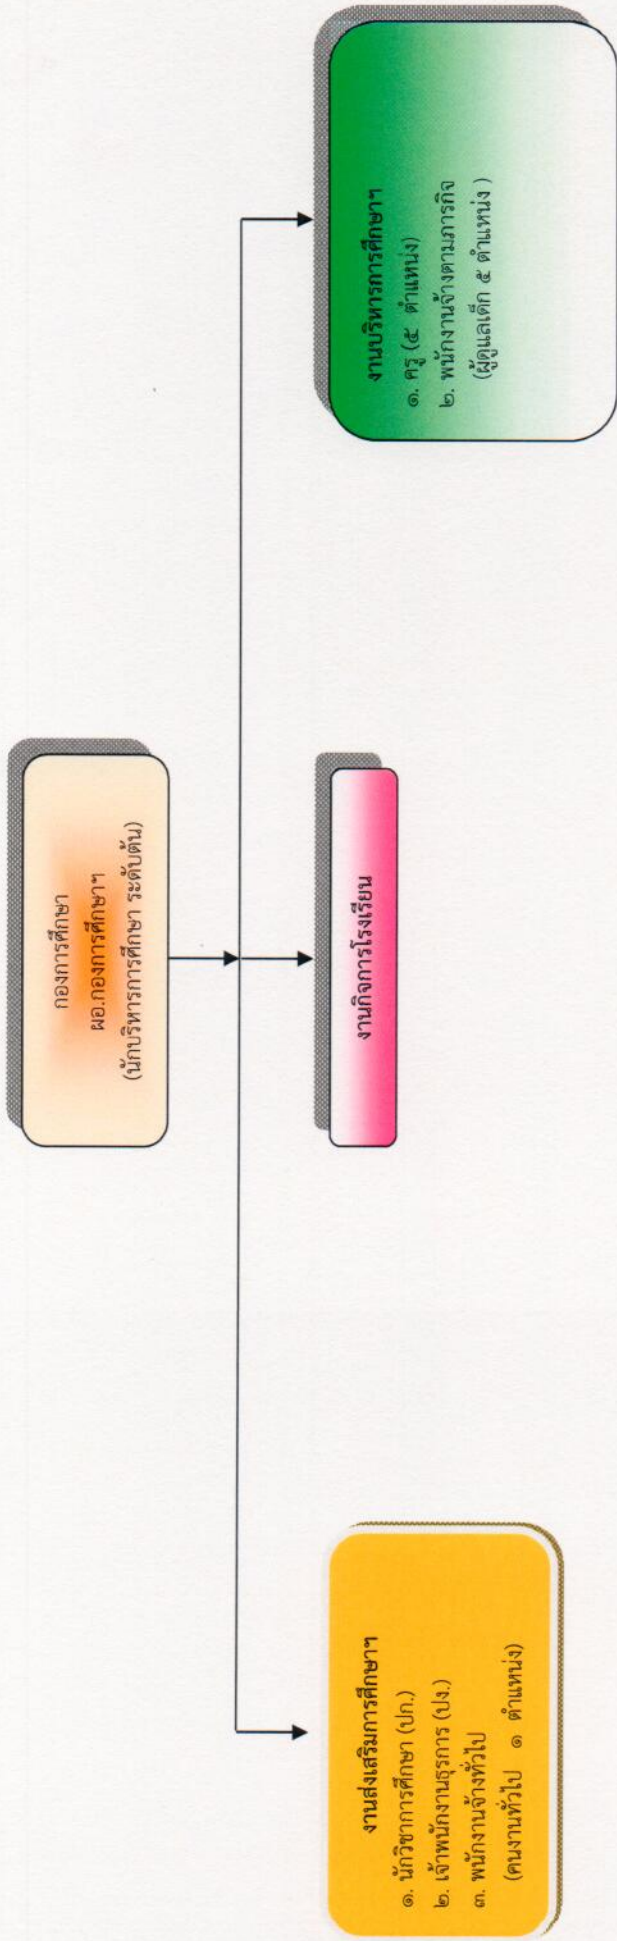 กองการศึกษา
ผอ.กองการศึกษาฯ
(นักบริหารการศึกษา ระดับต้น)
งานส่งเสริมการศึกษาฯ
๑. นักวิชาการศึกษา (ปก.)
๒. เจ้าพนักงานธุรการ (ปง.)
๓. พนักงานจ้างทั่วไป
(คนงานทั่วไป ๑ ตำแหน่ง)
งานกิจการโรงเรียน
งานบริหารการศึกษาฯ
๑. ครู (๕ ตำแหน่ง)
๒. พนักงานจ้างตามภารกิจ
(ผู้ดูแลเด็ก ๕ ตำแหน่ง )